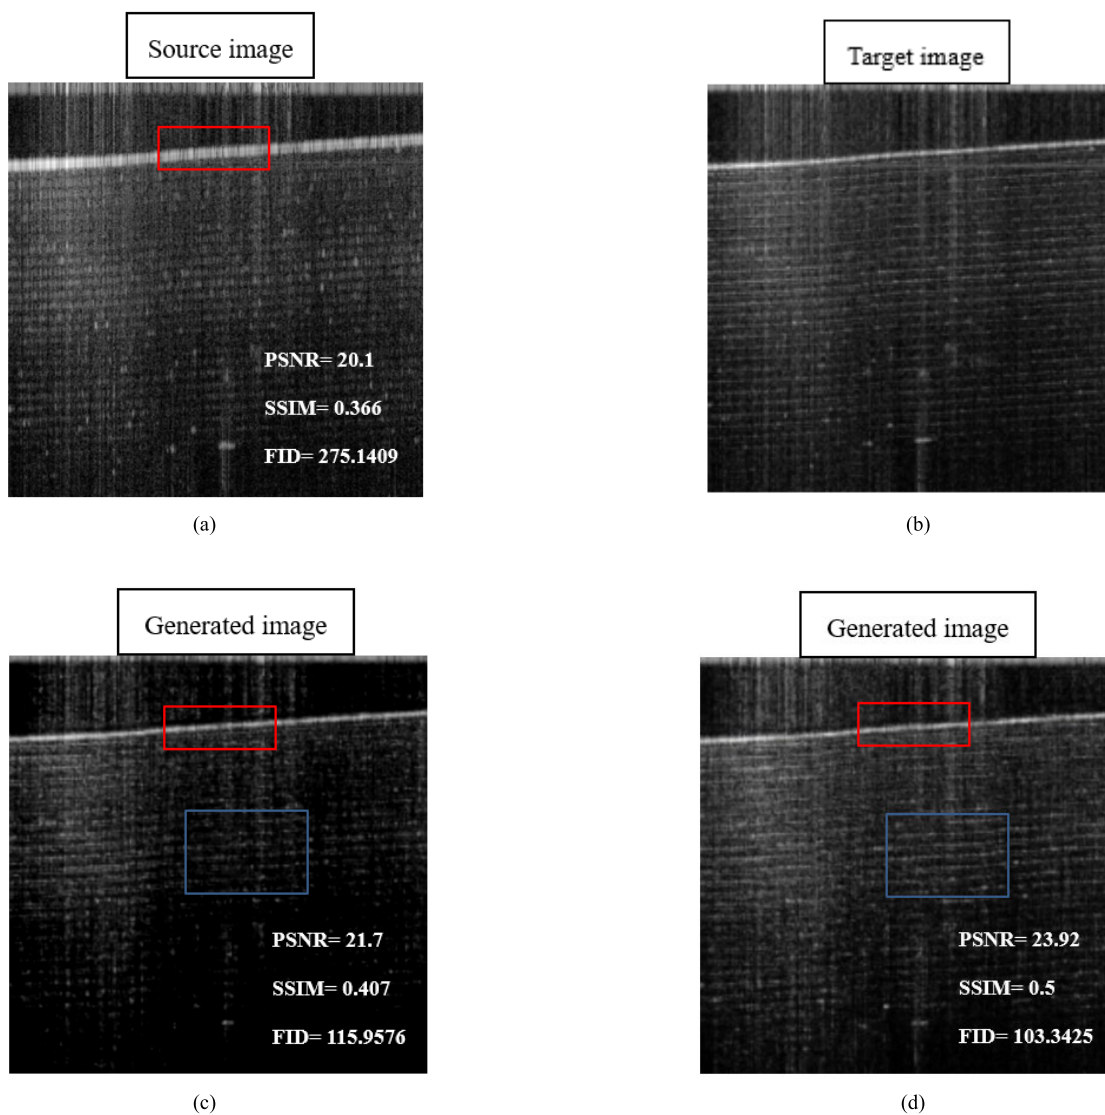 Source image
Target image
PSNR= 20.1
SSIM= 0.366
FID= 275.1409
(a)
(b)
Generated image
Generated image
PSNR= 21.7
SSIM= 0.407
FID= 115.9576
PSNR= 23.92
SSIM= 0.5
FID= 103.3425
(c)
(d)